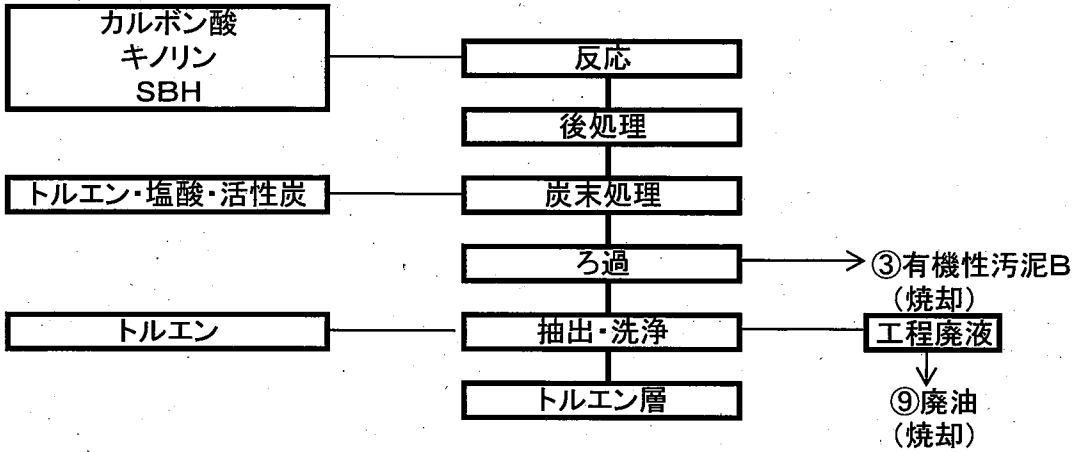 カルボン酸
キノリン
SBH
反応
後処理
トルエン・塩酸・活性炭
炭末処理
ろ過
③有機性汚泥B
(焼却)
トルエン
抽出・洗浄
工程廃液
トルエン層
⑨廃油
(焼却)